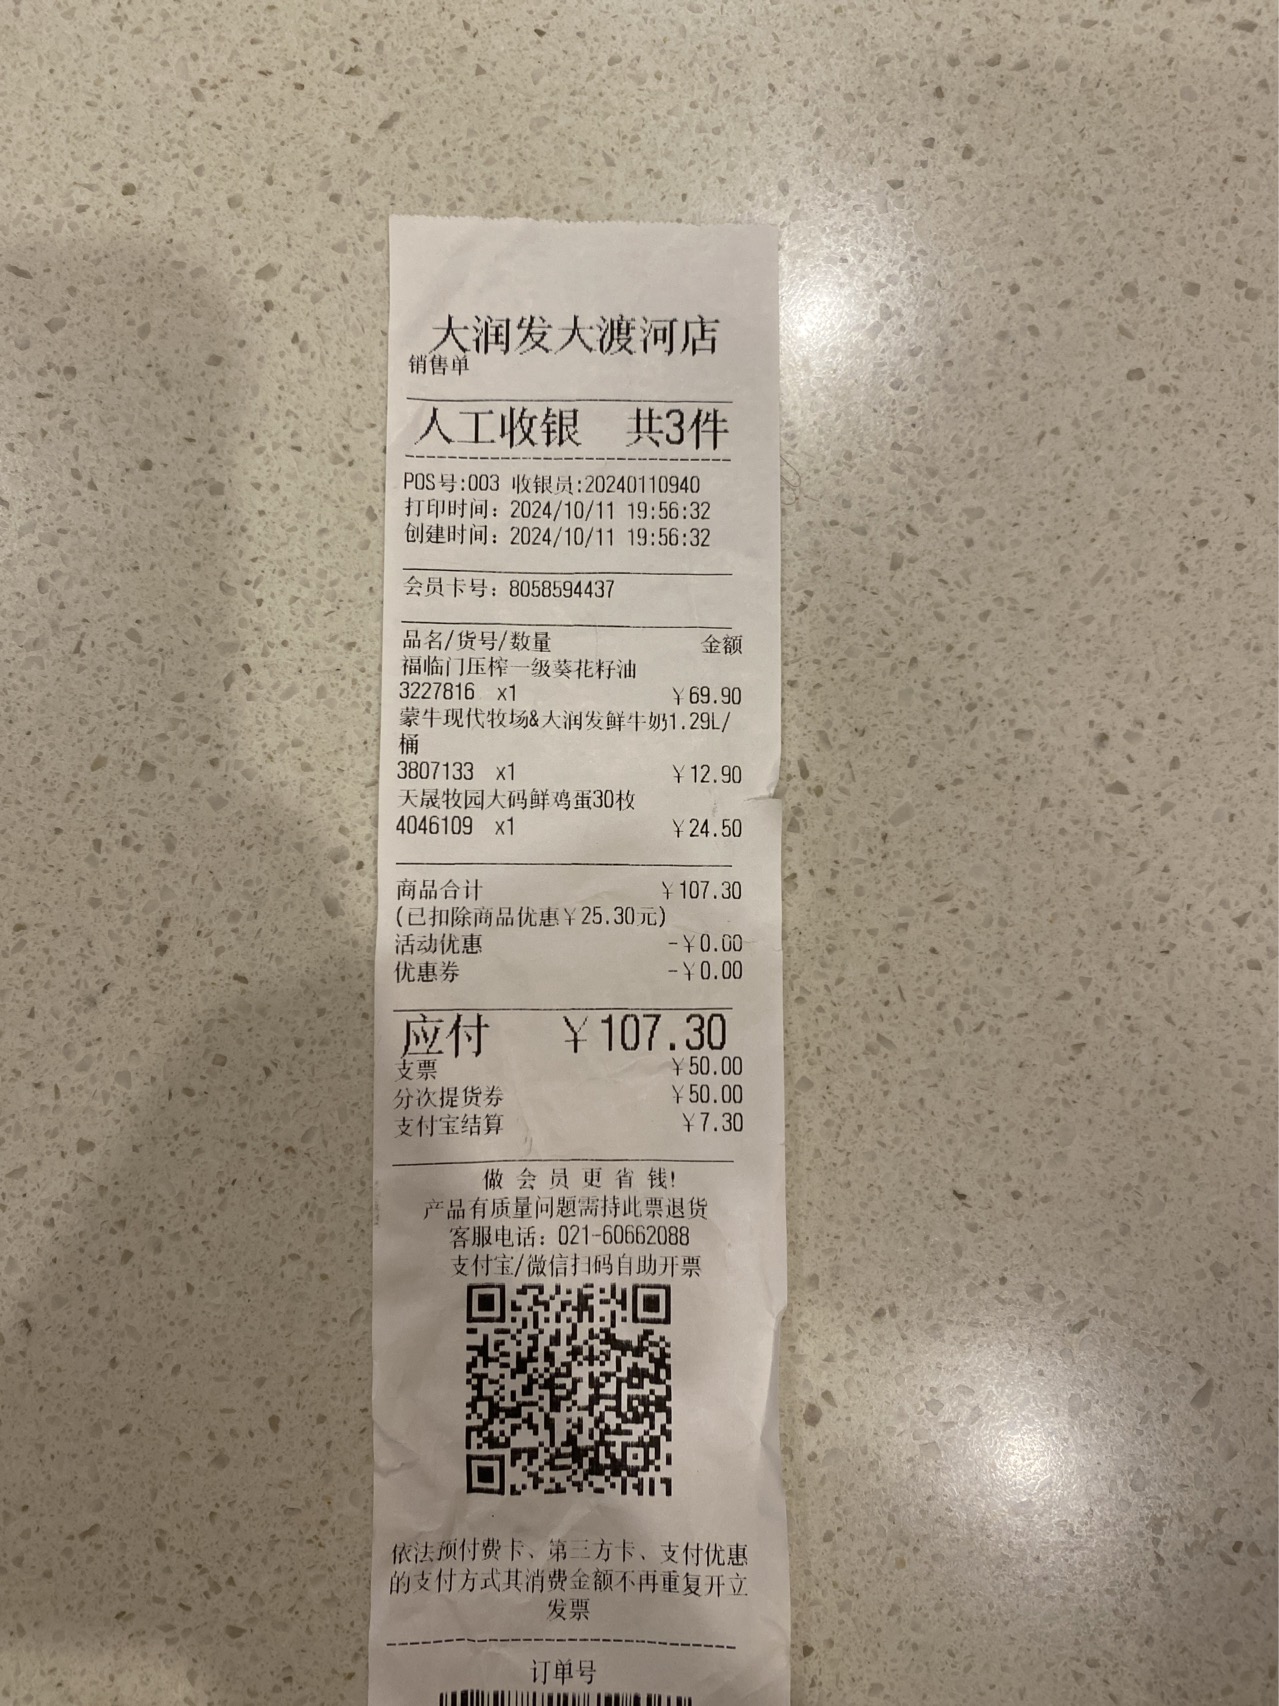 大润发大渡河店
销售单
人工收银 共3件
POS号:003 收银员:20240110940
打印时间：2024/10/11 19:56:32
创建时间：2024/10/11 19:56:32
会员卡号：8058594437
品名/货号/数量 金额
福临门压榨一级葵花籽油
3227816 x1 ￥69.90
蒙牛现代牧场&大润发鲜牛奶1.29L/
桶
3807133 x1 ￥12.90
天晟牧园大码鲜鸡蛋30枚
4046109 x1 ￥24.50
商品合计 ￥107.30
(已扣除商品优惠￥25.30元)
活动优惠 -￥0.00
优惠券 -￥0.00
应付 ￥107.30
支票 ￥50.00
分次提货券 ￥50.00
支付宝结算 ￥7.30
做会员更省钱!
产品有质量问题需持此票退货
客服电话：021-60662088
支付宝/微信扫码自助开票
依法预付费卡、第三方卡、支付优惠
的支付方式其消费金额不再重复开立
发票
订单号